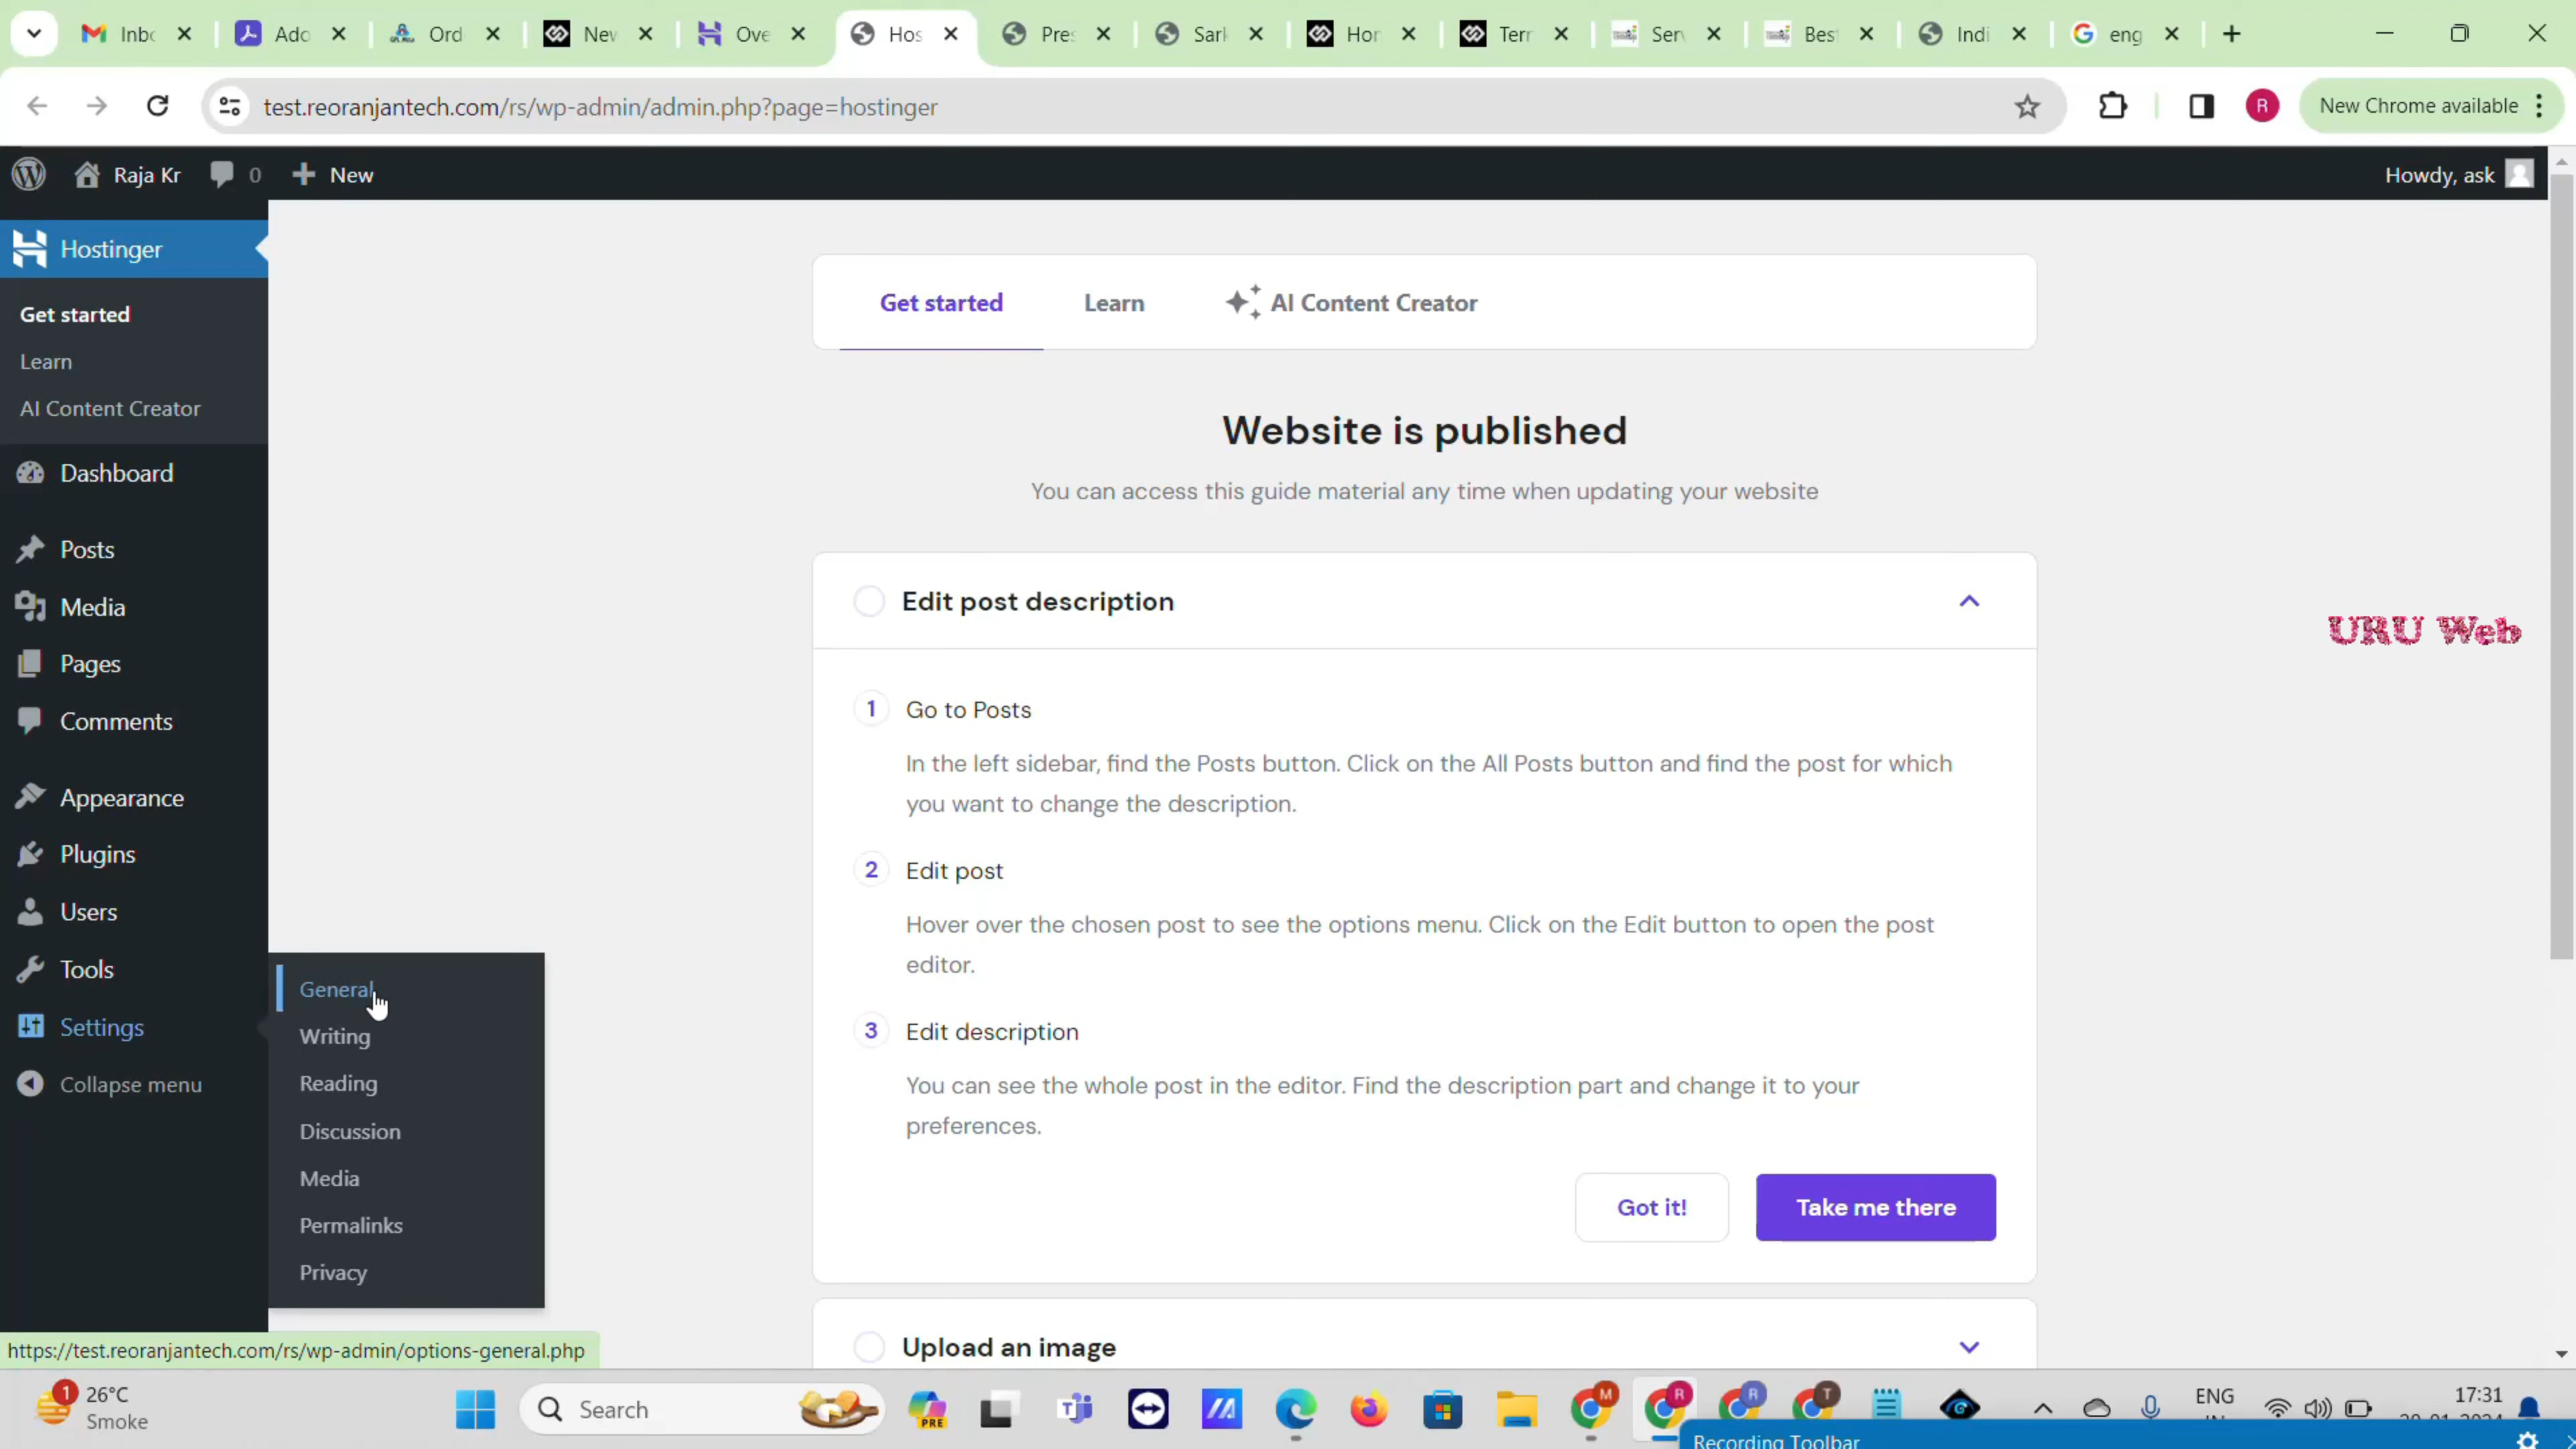 Inbo
Ado
Ord
New
Ove
Hos
Pres
Sark
Hor
Terr
Serv
Best
Indi
eng
test.reoranjantech.com/rs/wp-admin/admin.php?page=hostinger
R
New Chrome available
Raja Kr
0
New
Howdy, ask
Hostinger
Get started
Learn
AI Content Creator
Dashboard
Posts
Media
Pages
Comments
Appearance
Plugins
Users
Tools
Settings
Collapse menu
General
Writing
Reading
Discussion
Media
Permalinks
Privacy
Get started
Learn
AI Content Creator
Website is published
You can access this guide material any time when updating your website
Edit post description
1 Go to Posts
In the left sidebar, find the Posts button. Click on the All Posts button and find the post for which
you want to change the description.
2 Edit post
Hover over the chosen post to see the options menu. Click on the Edit button to open the post
editor.
3 Edit description
You can see the whole post in the editor. Find the description part and change it to your
preferences.
Got it!
Take me there
Upload an image
URU Web
https://test.reoranjantech.com/rs/wp-admin/options-general.php
1
26°C
Smoke
Search
PRE
M
R
R
T
ENG
17:31
Recording Toolbar